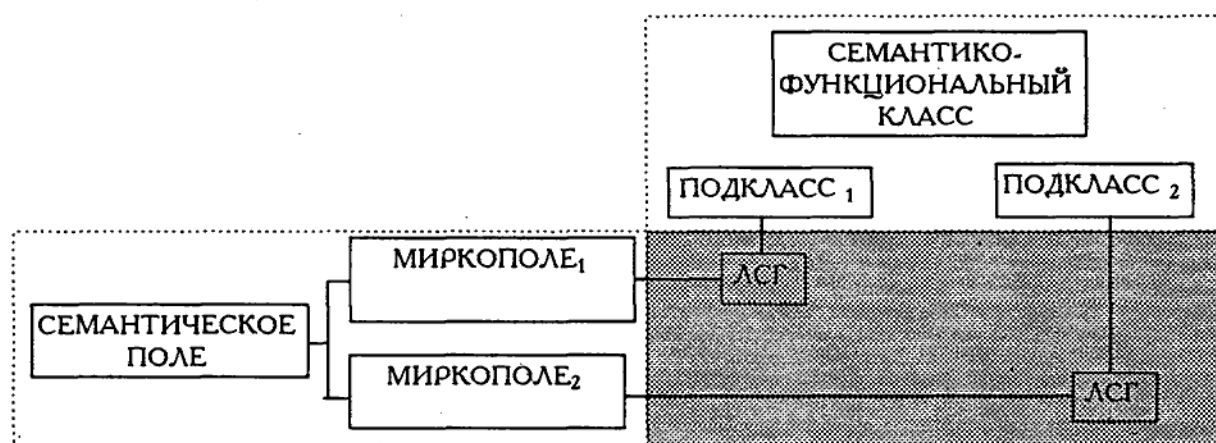 СЕМАНТИКО-
ФУНКЦИОНАЛЬНЫЙ
КЛАСС
ПОДКЛАСС 1
ПОДКЛАСС 2
МИРКОПОЛЕ1
ЛСГ
СЕМАНТИЧЕСКОЕ
ПОЛЕ
МИРКОПОЛЕ2
ЛСГ